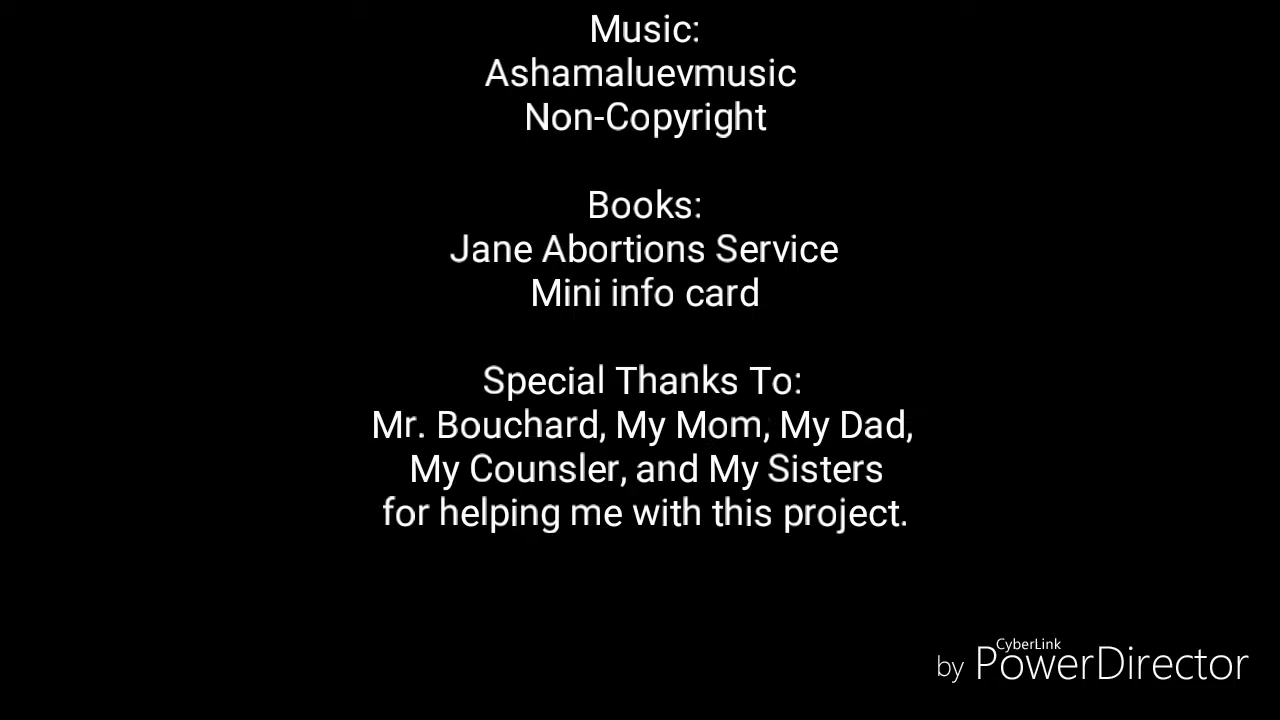 Music:
Ashamaluevmusic
Non-Copyright
Books:
Jane Abortions Service
Mini info card
Special Thanks To:
Mr. Bouchard, My Mom, My Dad,
My Counsler, and My Sisters
for helping me with this project.
CyberLink
by PowerDirector